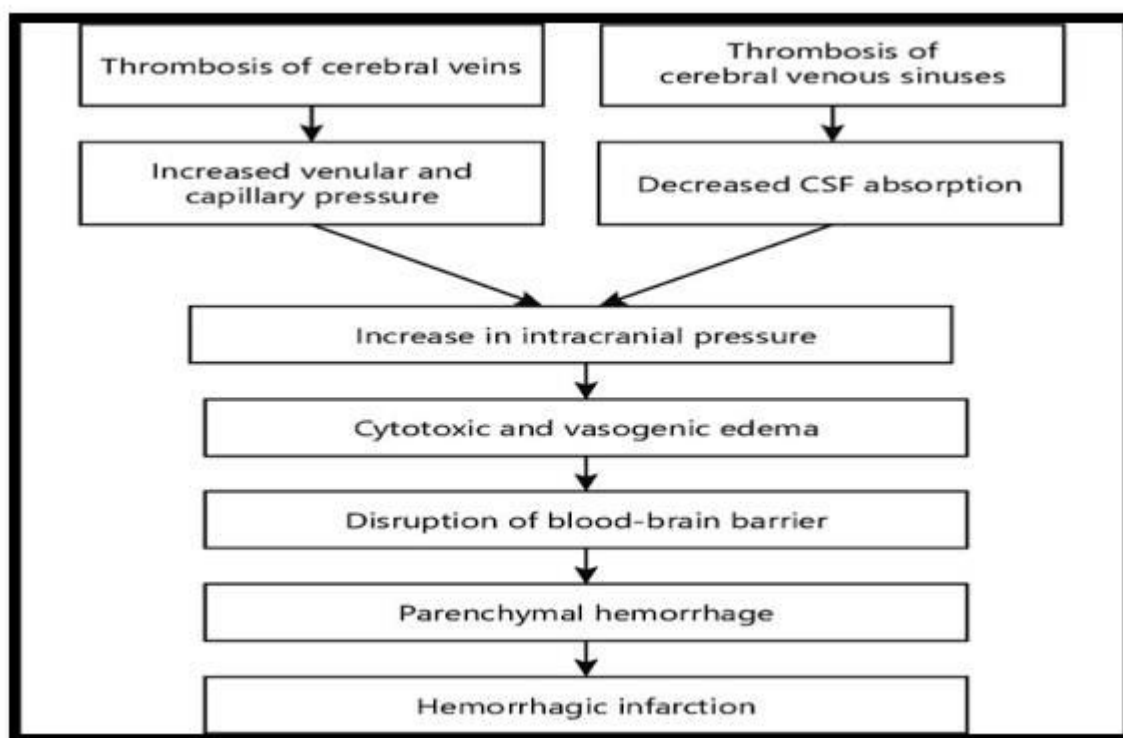 Thrombosis of cerebral veins
Thrombosis of
cerebral venous sinuses
Increased venular and
capillary pressure
Decreased CSF absorption
Increase in intracranial pressure
Cytotoxic and vasogenic edema
Disruption of blood-brain barrier
Parenchymal hemorrhage
Hemorrhagic infarction